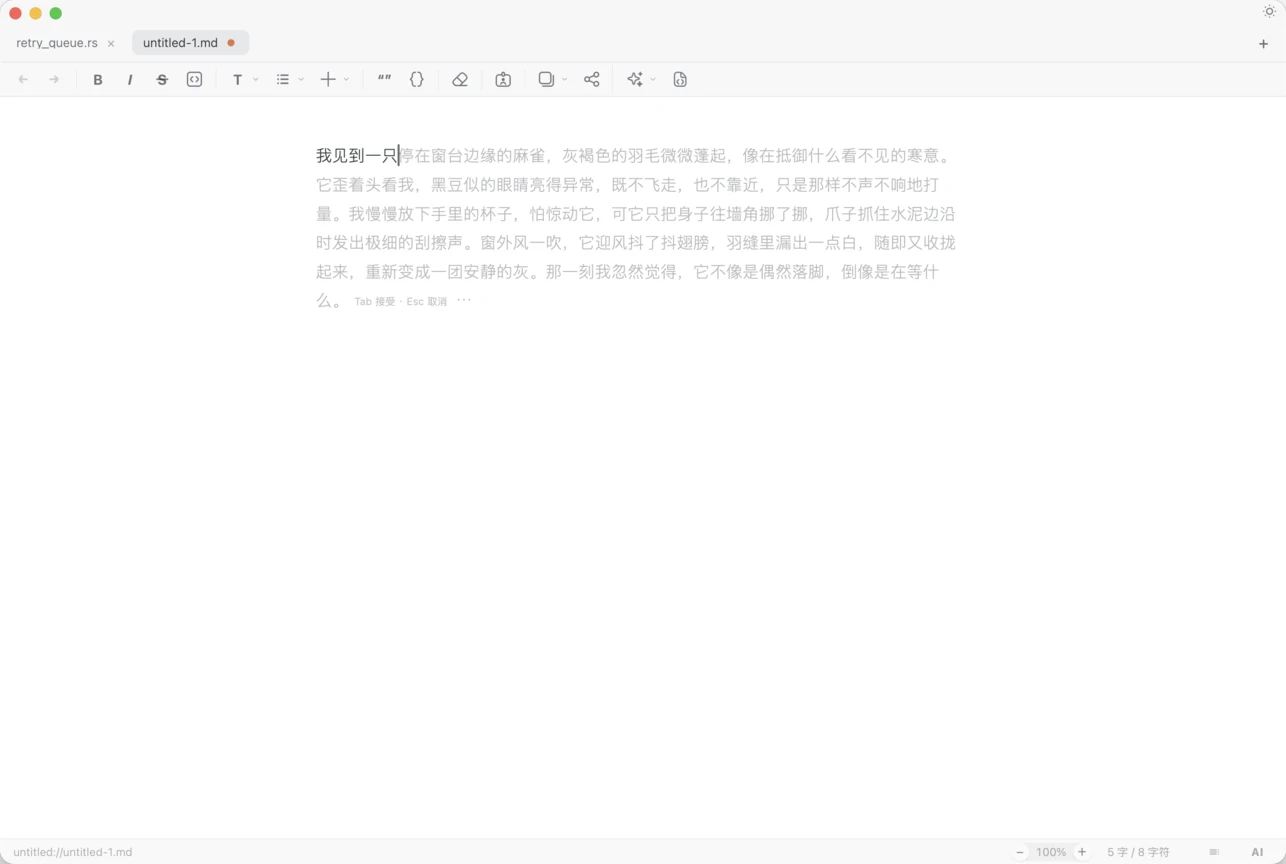 retry_queue.rs
untitled-1.md
B I S T “” {}
我见到一只停在窗台边缘的麻雀，灰褐色的羽毛微微蓬起，像在抵御什么看不见的寒意。
它歪着头看我，黑豆似的眼睛亮得异常，既不飞走，也不靠近，只是那样不声不响地打
量。我慢慢放下手里的杯子，怕惊动它，可它只把身子往墙角挪了挪，爪子抓住水泥边沿
时发出极细的刮擦声。窗外风一吹，它迎风抖了抖翅膀，羽缝里漏出一点白，随即又收拢
起来，重新变成一团安静的灰。那一刻我忽然觉得，它不像是偶然落脚，倒像是在等什
么。 Tab 接受 · Esc 取消 ···
untitled://untitled-1.md
− 100% + 5 字 / 8 字符 AI